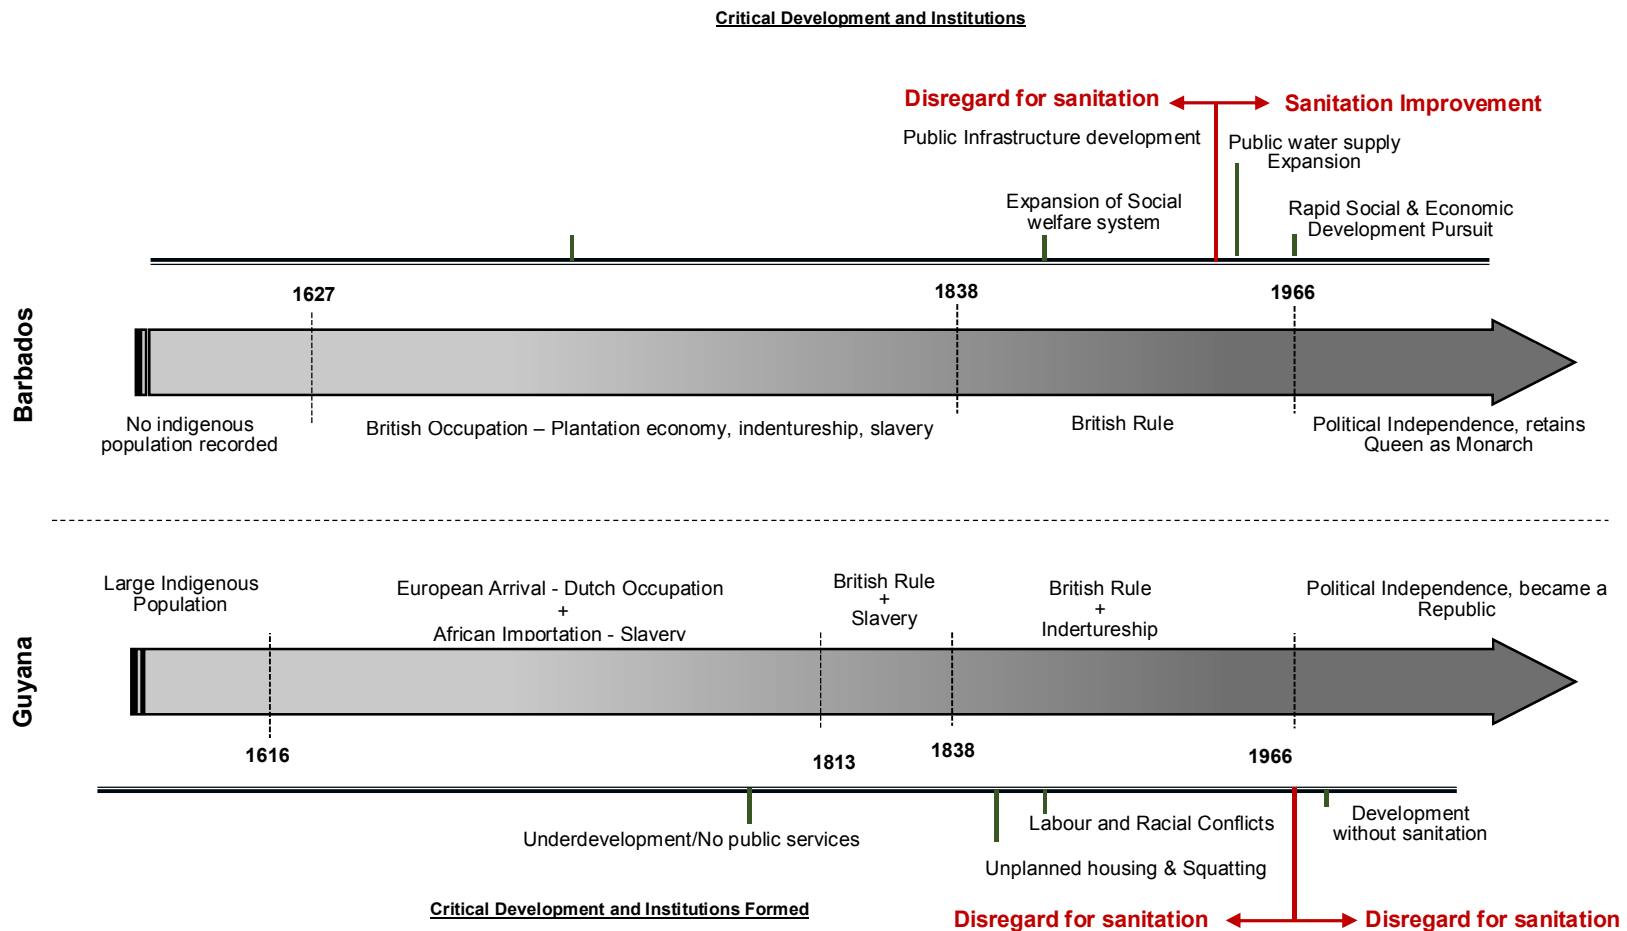 Critical Development and Institutions
Disregard for sanitation
Sanitation Improvement
Public Infrastructure development
Public water supply
Expansion
Expansion of Social
welfare system
Rapid Social & Economic
Development Pursuit
1627
1838
1966
Barbados
No indigenous
population recorded
British Occupation – Plantation economy, indentureship, slavery
British Rule
Political Independence, retains
Queen as Monarch
Large Indigenous
Population
European Arrival - Dutch Occupation
+
African Importation - Slavery
British Rule
+
Slavery
British Rule
+
Indertureship
Political Independence, became a
Republic
Guyana
1616
1813
1838
1966
Underdevelopment/No public services
Labour and Racial Conflicts
Unplanned housing & Squatting
Development
without sanitation
Critical Development and Institutions Formed
Disregard for sanitation
Disregard for sanitation